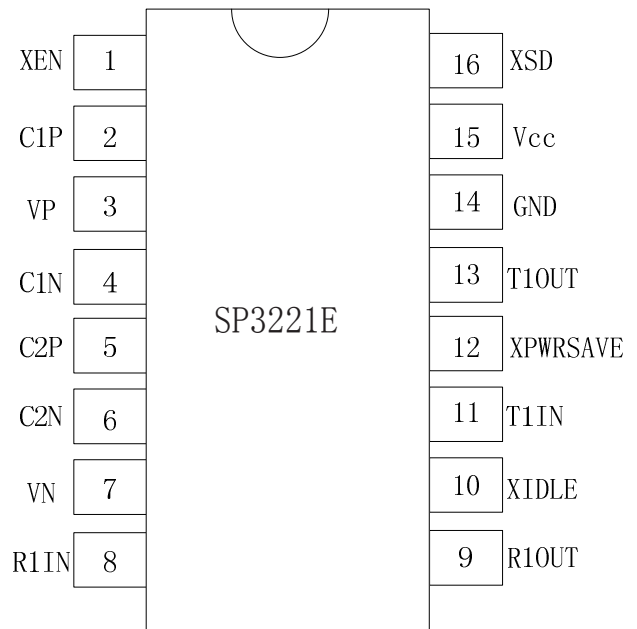 XEN 1
C1P 2
VP 3
C1N 4
C2P 5
C2N 6
VN 7
R1IN 8
SP3221E
16 XSD
15 Vcc
14 GND
13 T1OUT
12 XPWRSAVE
11 T1IN
10 XIDLE
9 R1OUT